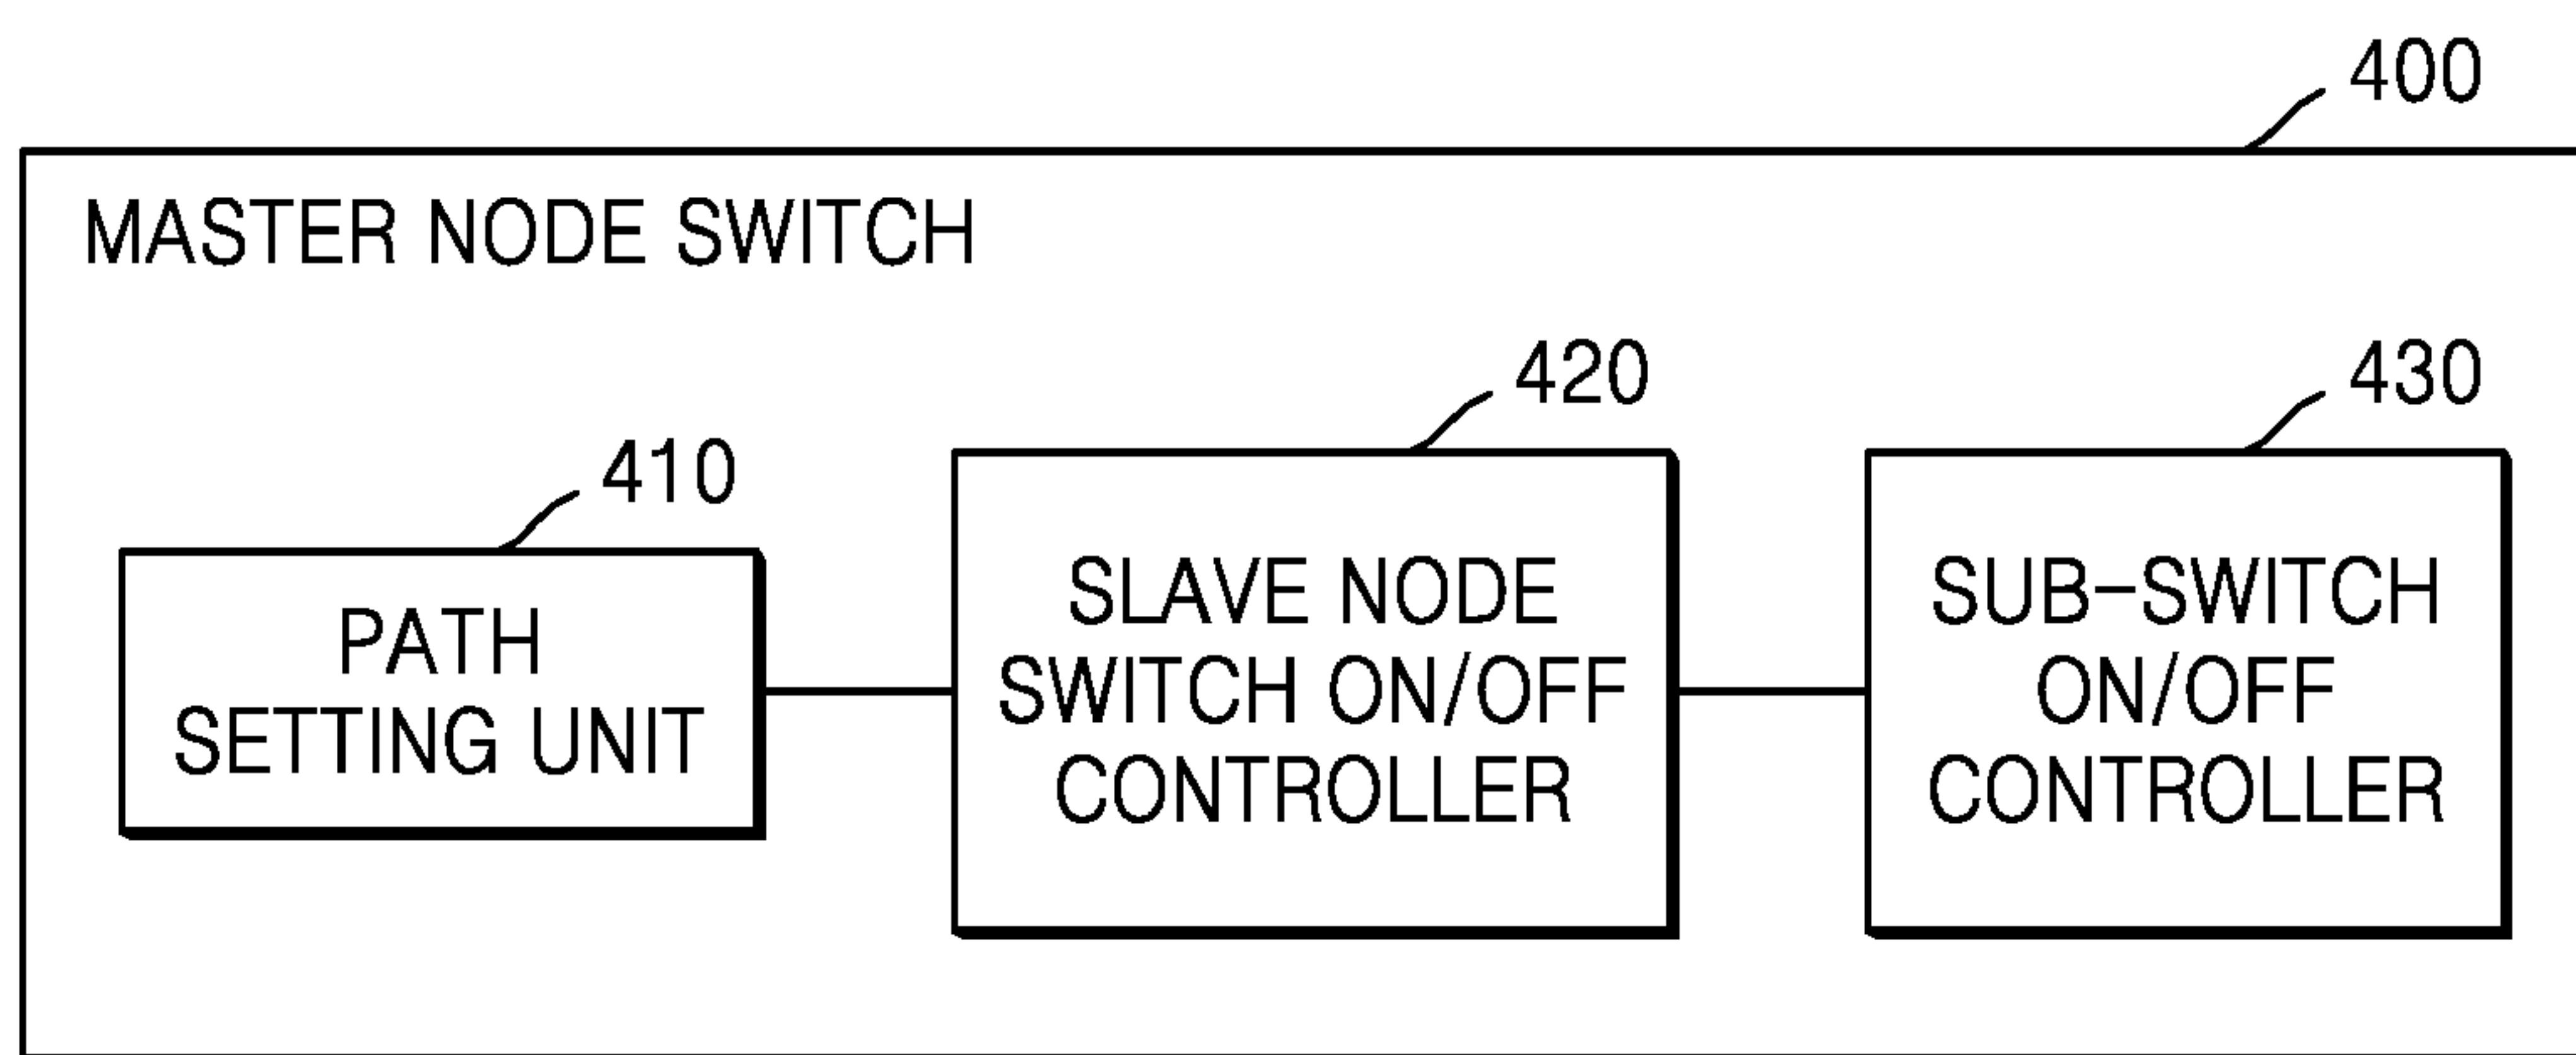 400
MASTER NODE SWITCH
410
420
430
PATH
SETTING UNIT
SLAVE NODE
SWITCH ON/OFF
CONTROLLER
SUB-SWITCH
ON/OFF
CONTROLLER